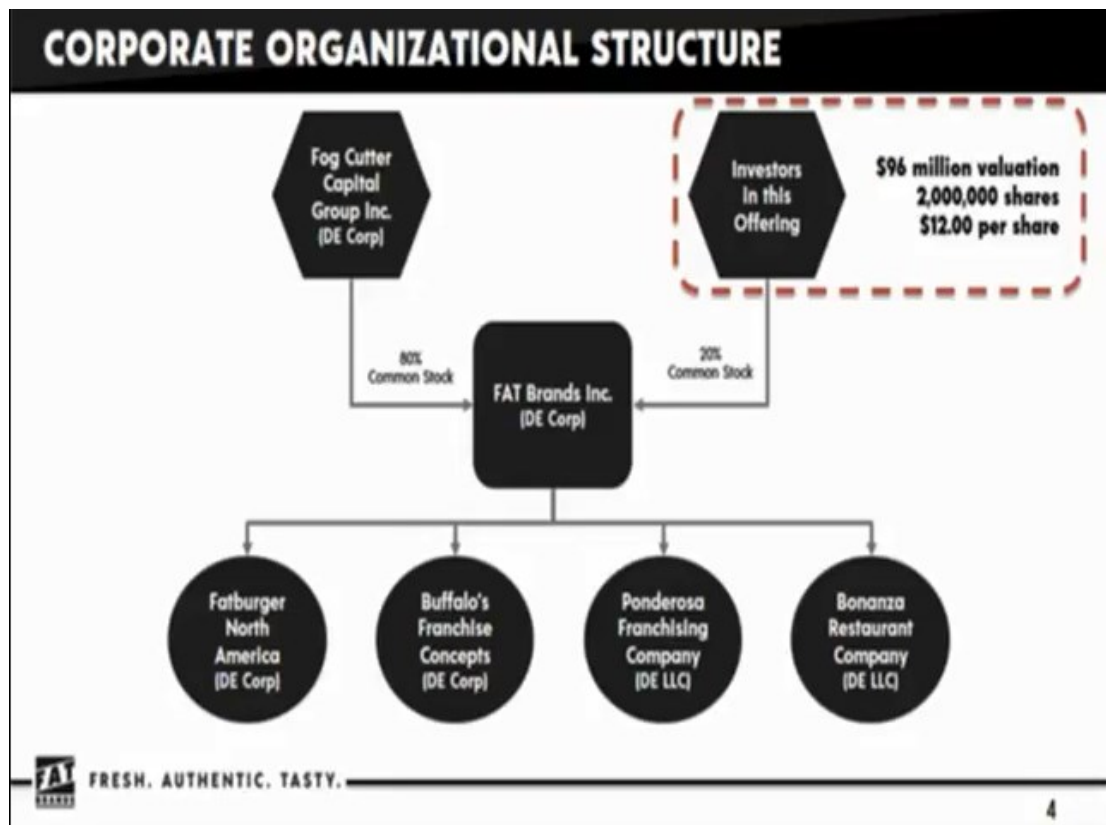 CORPORATE ORGANIZATIONAL STRUCTURE
Fog Cutter
Capital
Group Inc.
(DE Corp)
Investors
in this
Offering
$96 million valuation
2,000,000 shares
$12.00 per share
80%
Common Stock
20%
Common Stock
FAT Brands Inc.
(DE Corp)
Fatburger
North
America
(DE Corp)
Buffalo's
Franchise
Concepts
(DE Corp)
Ponderosa
Franchising
Company
(DE LLC)
Bonanza
Restaurant
Company
(DE LLC)
FAT
BRANDS
FRESH. AUTHENTIC. TASTY.
4